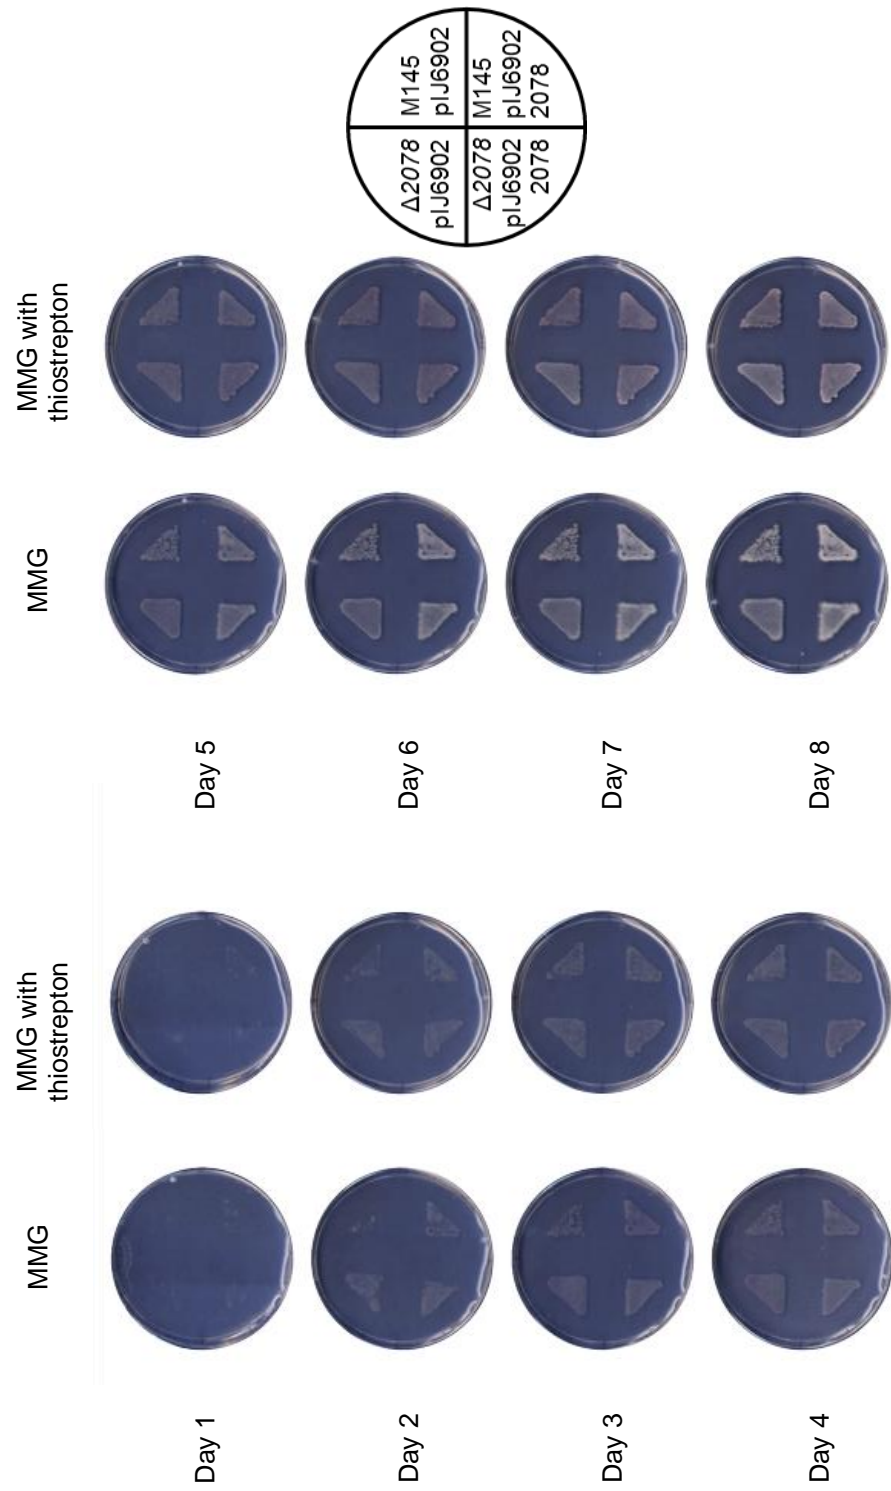 MMG
MMG with
thiostrepton
MMG
MMG with
thiostrepton
Day 1
Day 2
Day 3
Day 4
Day 5
Day 6
Day 7
Day 8
Δ2078
pIJ6902
M145
pIJ6902
Δ2078
pIJ6902
2078
M145
pIJ6902
2078